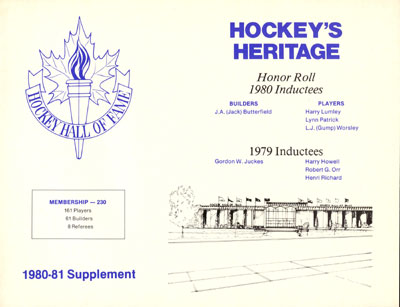 HOCKEY HALL OF FAME
MEMBERSHIP — 230
161 Players
61 Builders
8 Referees
1980-81 Supplement
HOCKEY'S
HERITAGE
Honor Roll
1980 Inductees
BUILDERS PLAYERS
J.A. (Jack) Butterfield Harry Lumley
Lynn Patrick
L.J. (Gump) Worsley
1979 Inductees
Gordon W. Juckes Harry Howell
Robert G. Orr
Henri Richard